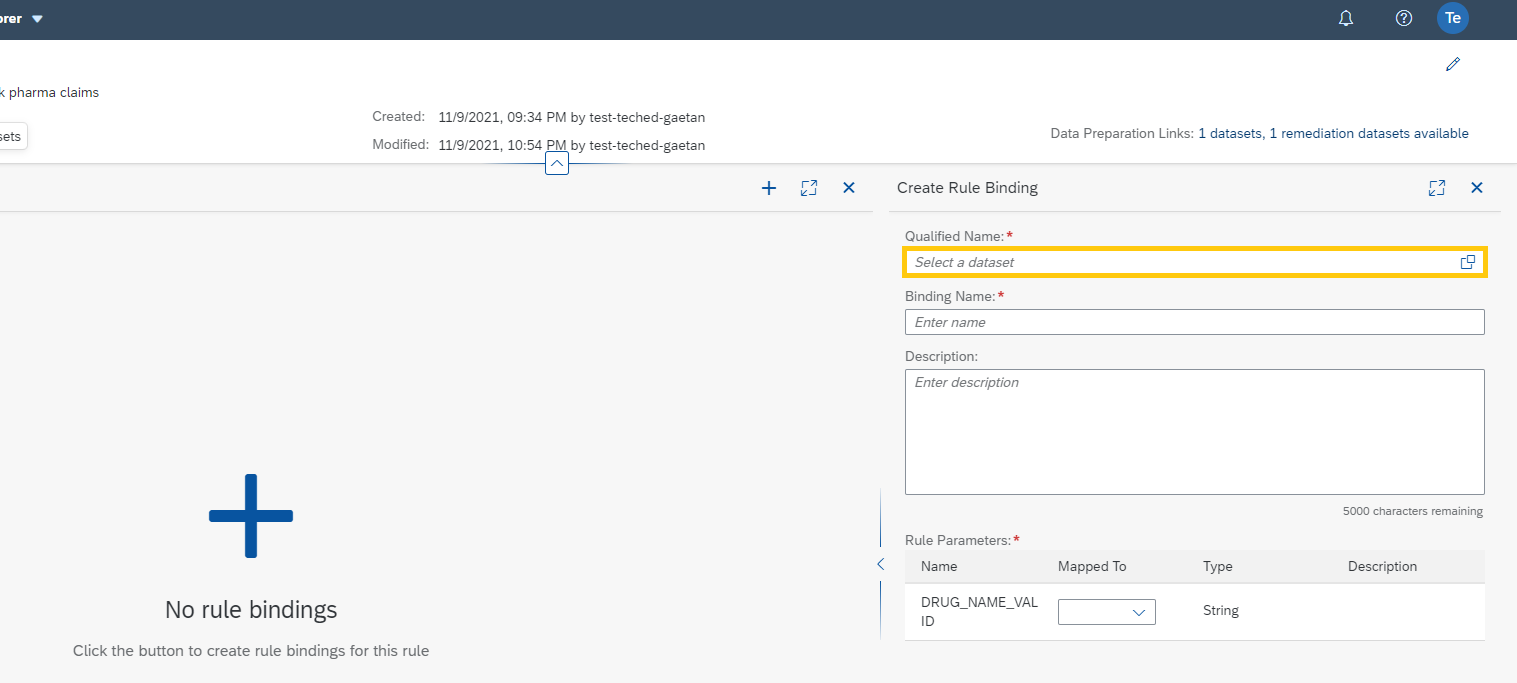 orer
Te
k pharma claims
sets
Created: 11/9/2021, 09:34 PM by test-teched-gaetan
Modified: 11/9/2021, 10:54 PM by test-teched-gaetan
Data Preparation Links: 1 datasets, 1 remediation datasets available
Create Rule Binding
Qualified Name:*
Select a dataset
Binding Name:*
Enter name
Description:
Enter description
5000 characters remaining
Rule Parameters:*
Name Mapped To Type Description
DRUG_NAME_VAL
ID
String
No rule bindings
Click the button to create rule bindings for this rule